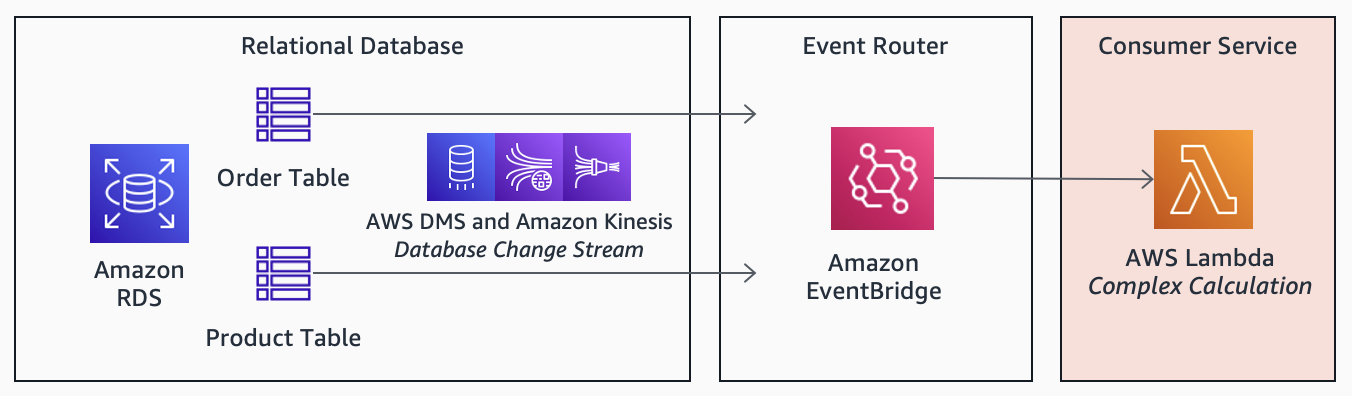 Relational Database
Order Table
AWS DMS and Amazon Kinesis
Database Change Stream
Amazon
RDS
Product Table
Event Router
Amazon
EventBridge
Consumer Service
AWS Lambda
Complex Calculation